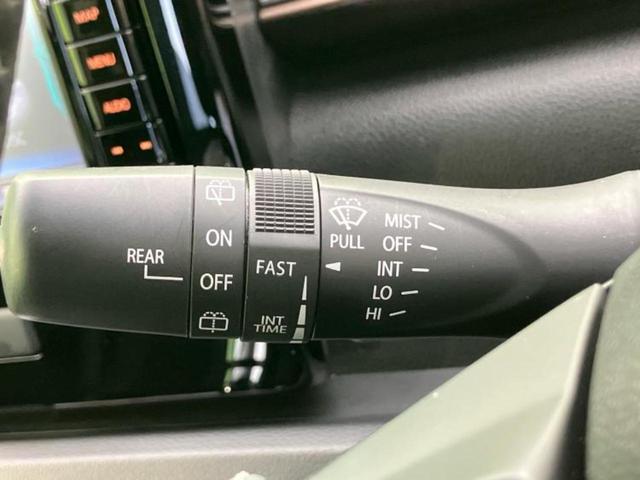 MAP
MENU
AUDIO
REAR
ON
OFF
FAST
INT
TIME
PULL
MIST
OFF
INT
LO
HI